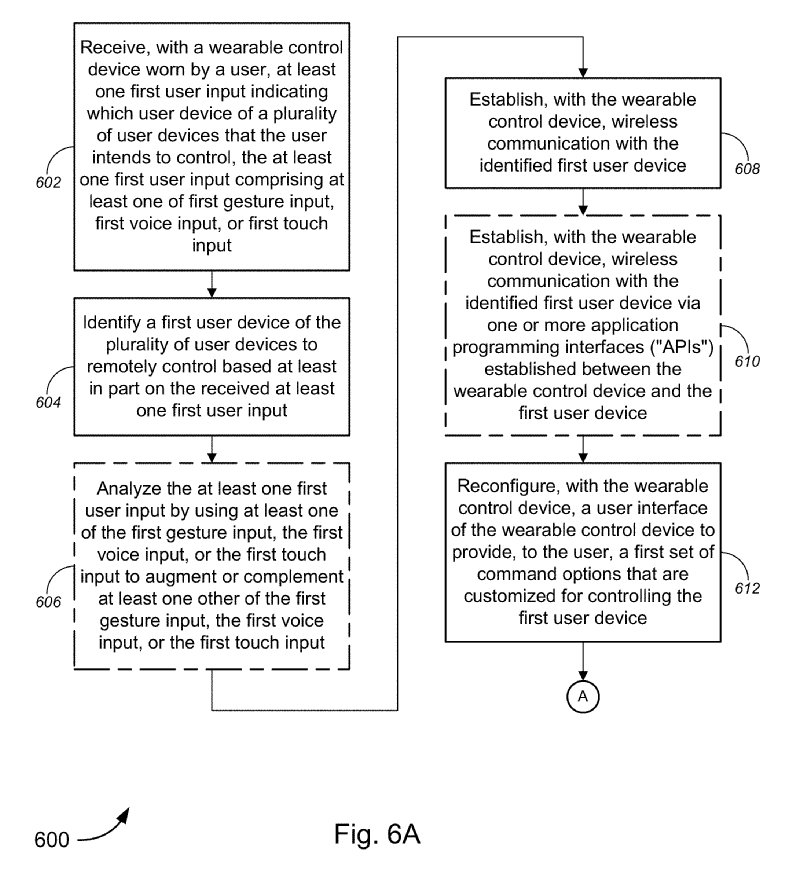 Receive, with a wearable control
device worn by a user, at least
one first user input indicating
which user device of a plurality
of user devices that the user
intends to control, the at least
one first user input comprising at
least one of first gesture input,
first voice input, or first touch
input
602
Identify a first user device of the
plurality of user devices to
remotely control based at least
in part on the received at least
one first user input
604
Analyze the at least one first
user input by using at least one
of the first gesture input, the first
voice input, or the first touch
input to augment or complement
at least one other of the first
gesture input, the first voice
input, or the first touch input
606
Establish, with the wearable
control device, wireless
communication with the
identified first user device
608
Establish, with the wearable
control device, wireless
communication with the
identified first user device via
one or more application
programming interfaces ("APIs")
established between the
wearable control device and the
first user device
610
Reconfigure, with the wearable
control device, a user interface
of the wearable control device to
provide, to the user, a first set of
command options that are
customized for controlling the
first user device
612
A
600
Fig. 6A